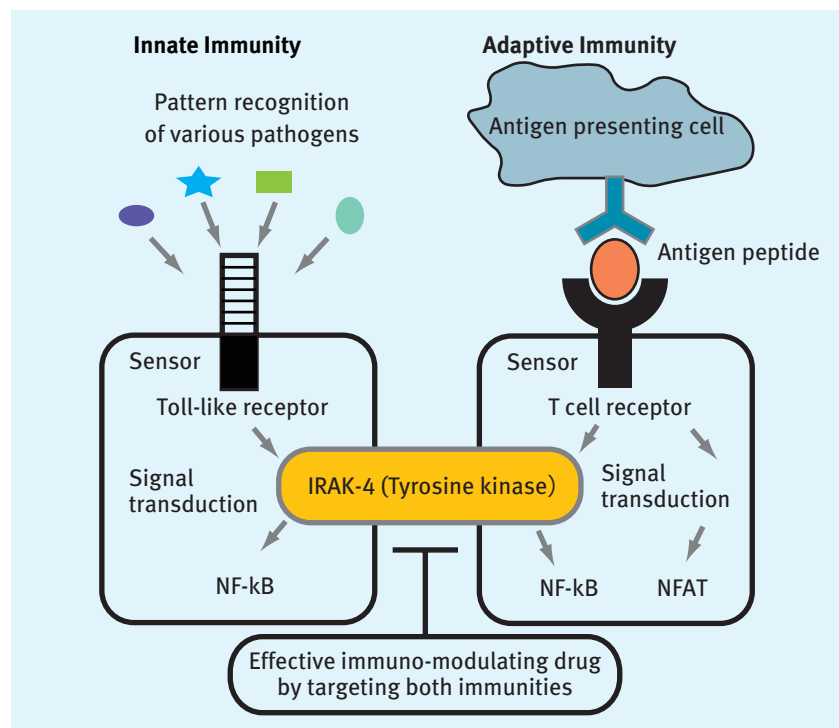 Innate Immunity
Pattern recognition
of various pathogens
Sensor
Toll-like receptor
Signal
transduction
NF-kB
Adaptive Immunity
Antigen presenting cell
Antigen peptide
Sensor
T cell receptor
Signal
transduction
NF-kB
NFAT
IRAK-4 (Tyrosine kinase)
Effective immuno-modulating drug
by targeting both immunities